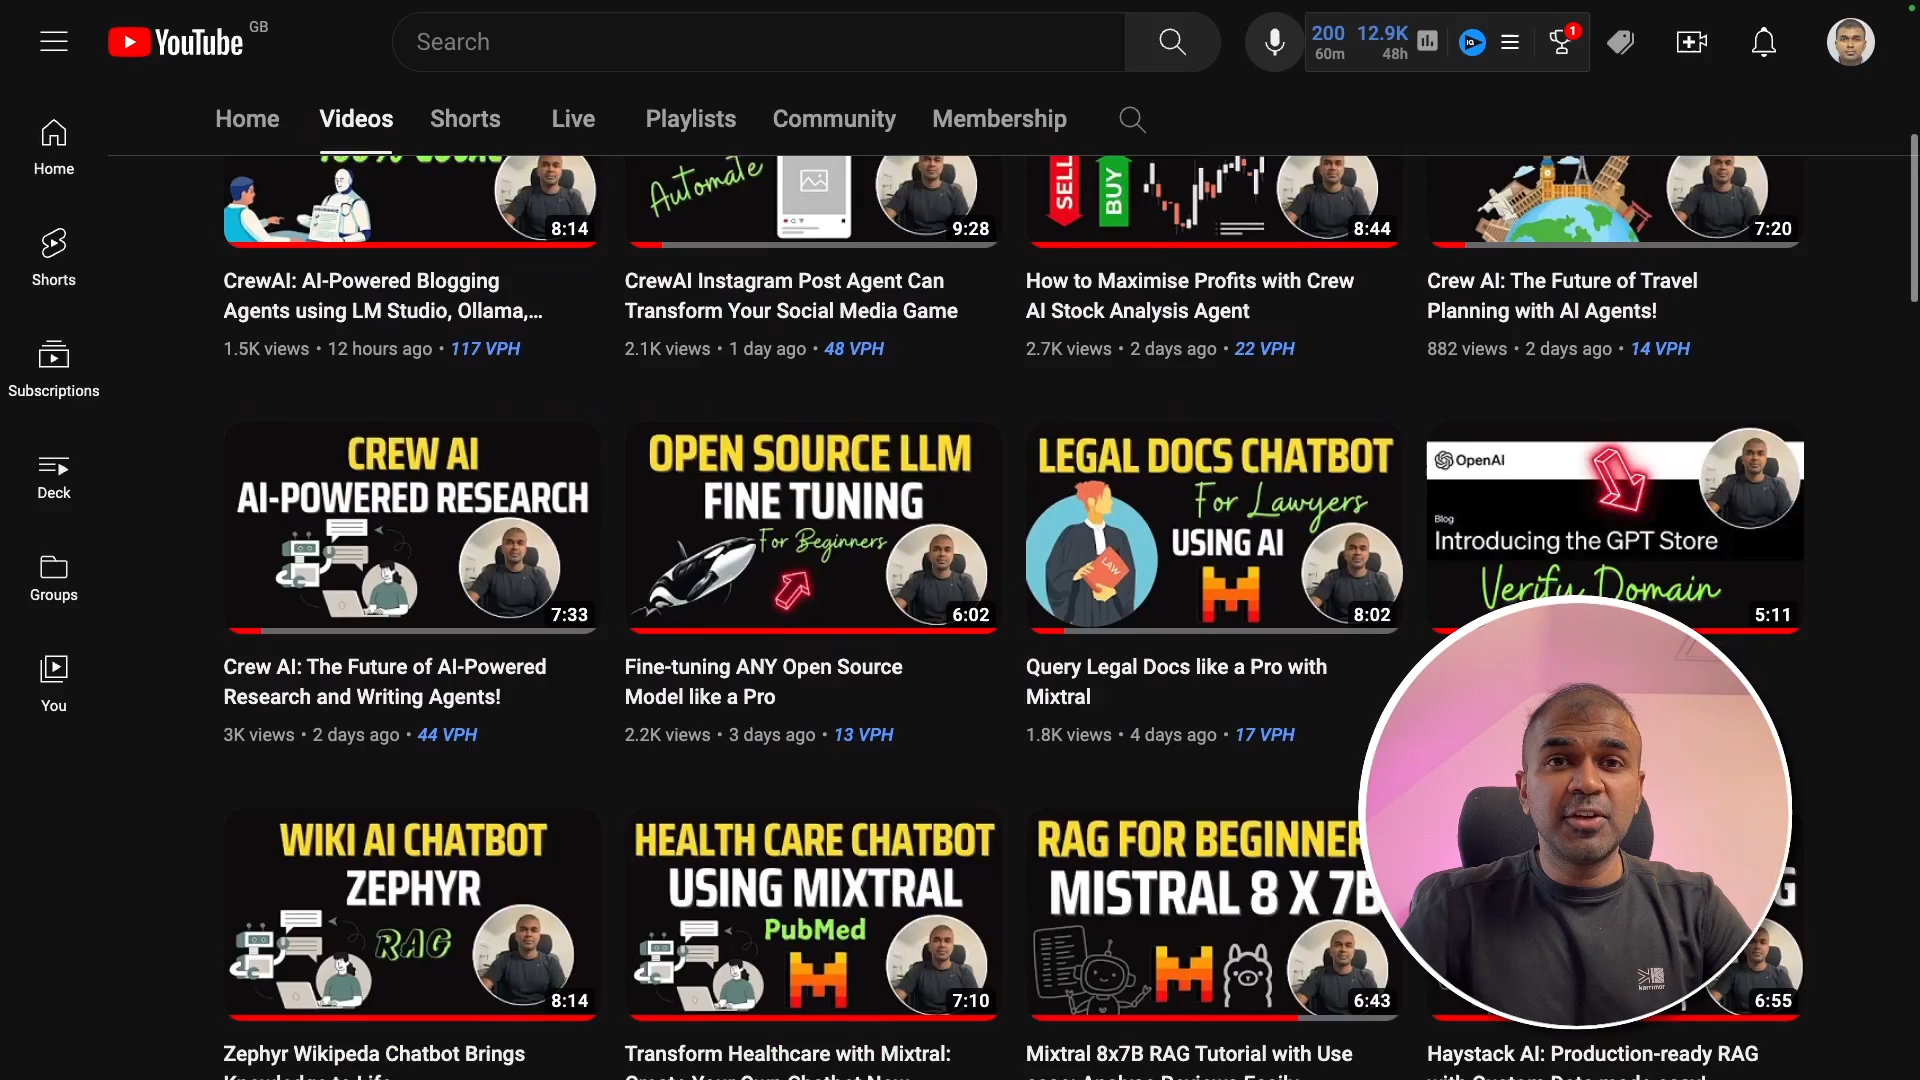 YouTube GB
Search
200 12.9K
60m 48h
IQ
1
Home Videos Shorts Live Playlists Community Membership
Home
Shorts
Subscriptions
Deck
Groups
You
8:14
Automate
9:28
SELL BUY
8:44
7:20
CrewAI: AI-Powered Blogging
Agents using LM Studio, Ollama,...
1.5K views • 12 hours ago • 117 VPH
CrewAI Instagram Post Agent Can
Transform Your Social Media Game
2.1K views • 1 day ago • 48 VPH
How to Maximise Profits with Crew
AI Stock Analysis Agent
2.7K views • 2 days ago • 22 VPH
Crew AI: The Future of Travel
Planning with AI Agents!
882 views • 2 days ago • 14 VPH
CREW AI
AI-POWERED RESEARCH
7:33
OPEN SOURCE LLM
FINE TUNING
For Beginners
6:02
LEGAL DOCS CHATBOT
For Lawyers
USING AI
LAW
8:02
OpenAI
Blog
Introducing the GPT Store
Verify Domain
5:11
Crew AI: The Future of AI-Powered
Research and Writing Agents!
3K views • 2 days ago • 44 VPH
Fine-tuning ANY Open Source
Model like a Pro
2.2K views • 3 days ago • 13 VPH
Query Legal Docs like a Pro with
Mixtral
1.8K views • 4 days ago • 17 VPH
WIKI AI CHATBOT
ZEPHYR
RAG
8:14
HEALTH CARE CHATBOT
USING MIXTRAL
PubMed
7:10
RAG FOR BEGINNER
MISTRAL 8 X 7B
6:43
karrimor
6:55
Zephyr Wikipeda Chatbot Brings
Transform Healthcare with Mixtral:
Mixtral 8x7B RAG Tutorial with Use
Haystack AI: Production-ready RAG